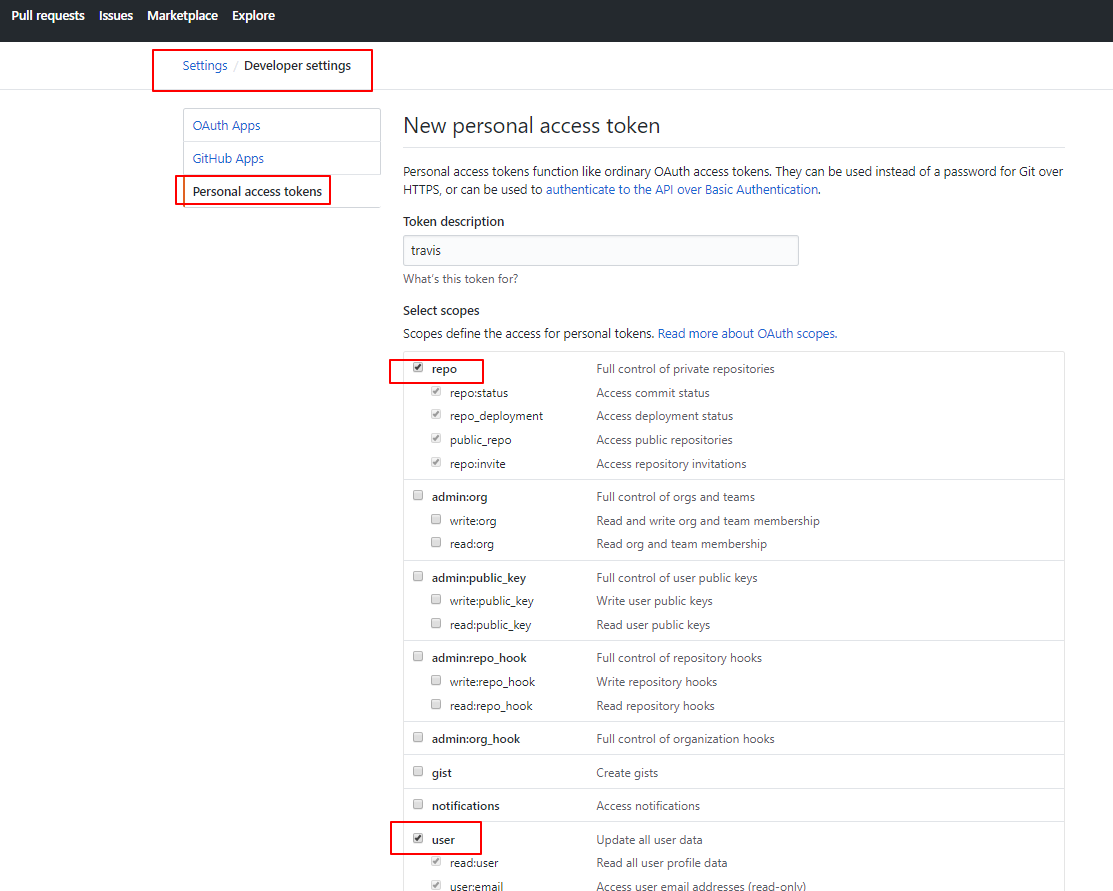 Pull requests Issues Marketplace Explore
Settings / Developer settings
OAuth Apps
GitHub Apps
Personal access tokens
New personal access token
Personal access tokens function like ordinary OAuth access tokens. They can be used instead of a password for Git over
HTTPS, or can be used to authenticate to the API over Basic Authentication.
Token description
travis
What's this token for?
Select scopes
Scopes define the access for personal tokens. Read more about OAuth scopes.
repo Full control of private repositories
repo:status Access commit status
repo_deployment Access deployment status
public_repo Access public repositories
repo:invite Access repository invitations
admin:org Full control of orgs and teams
write:org Read and write org and team membership
read:org Read org and team membership
admin:public_key Full control of user public keys
write:public_key Write user public keys
read:public_key Read user public keys
admin:repo_hook Full control of repository hooks
write:repo_hook Write repository hooks
read:repo_hook Read repository hooks
admin:org_hook Full control of organization hooks
gist Create gists
notifications Access notifications
user Update all user data
read:user Read all user profile data
user:email Access user email addresses (read-only)